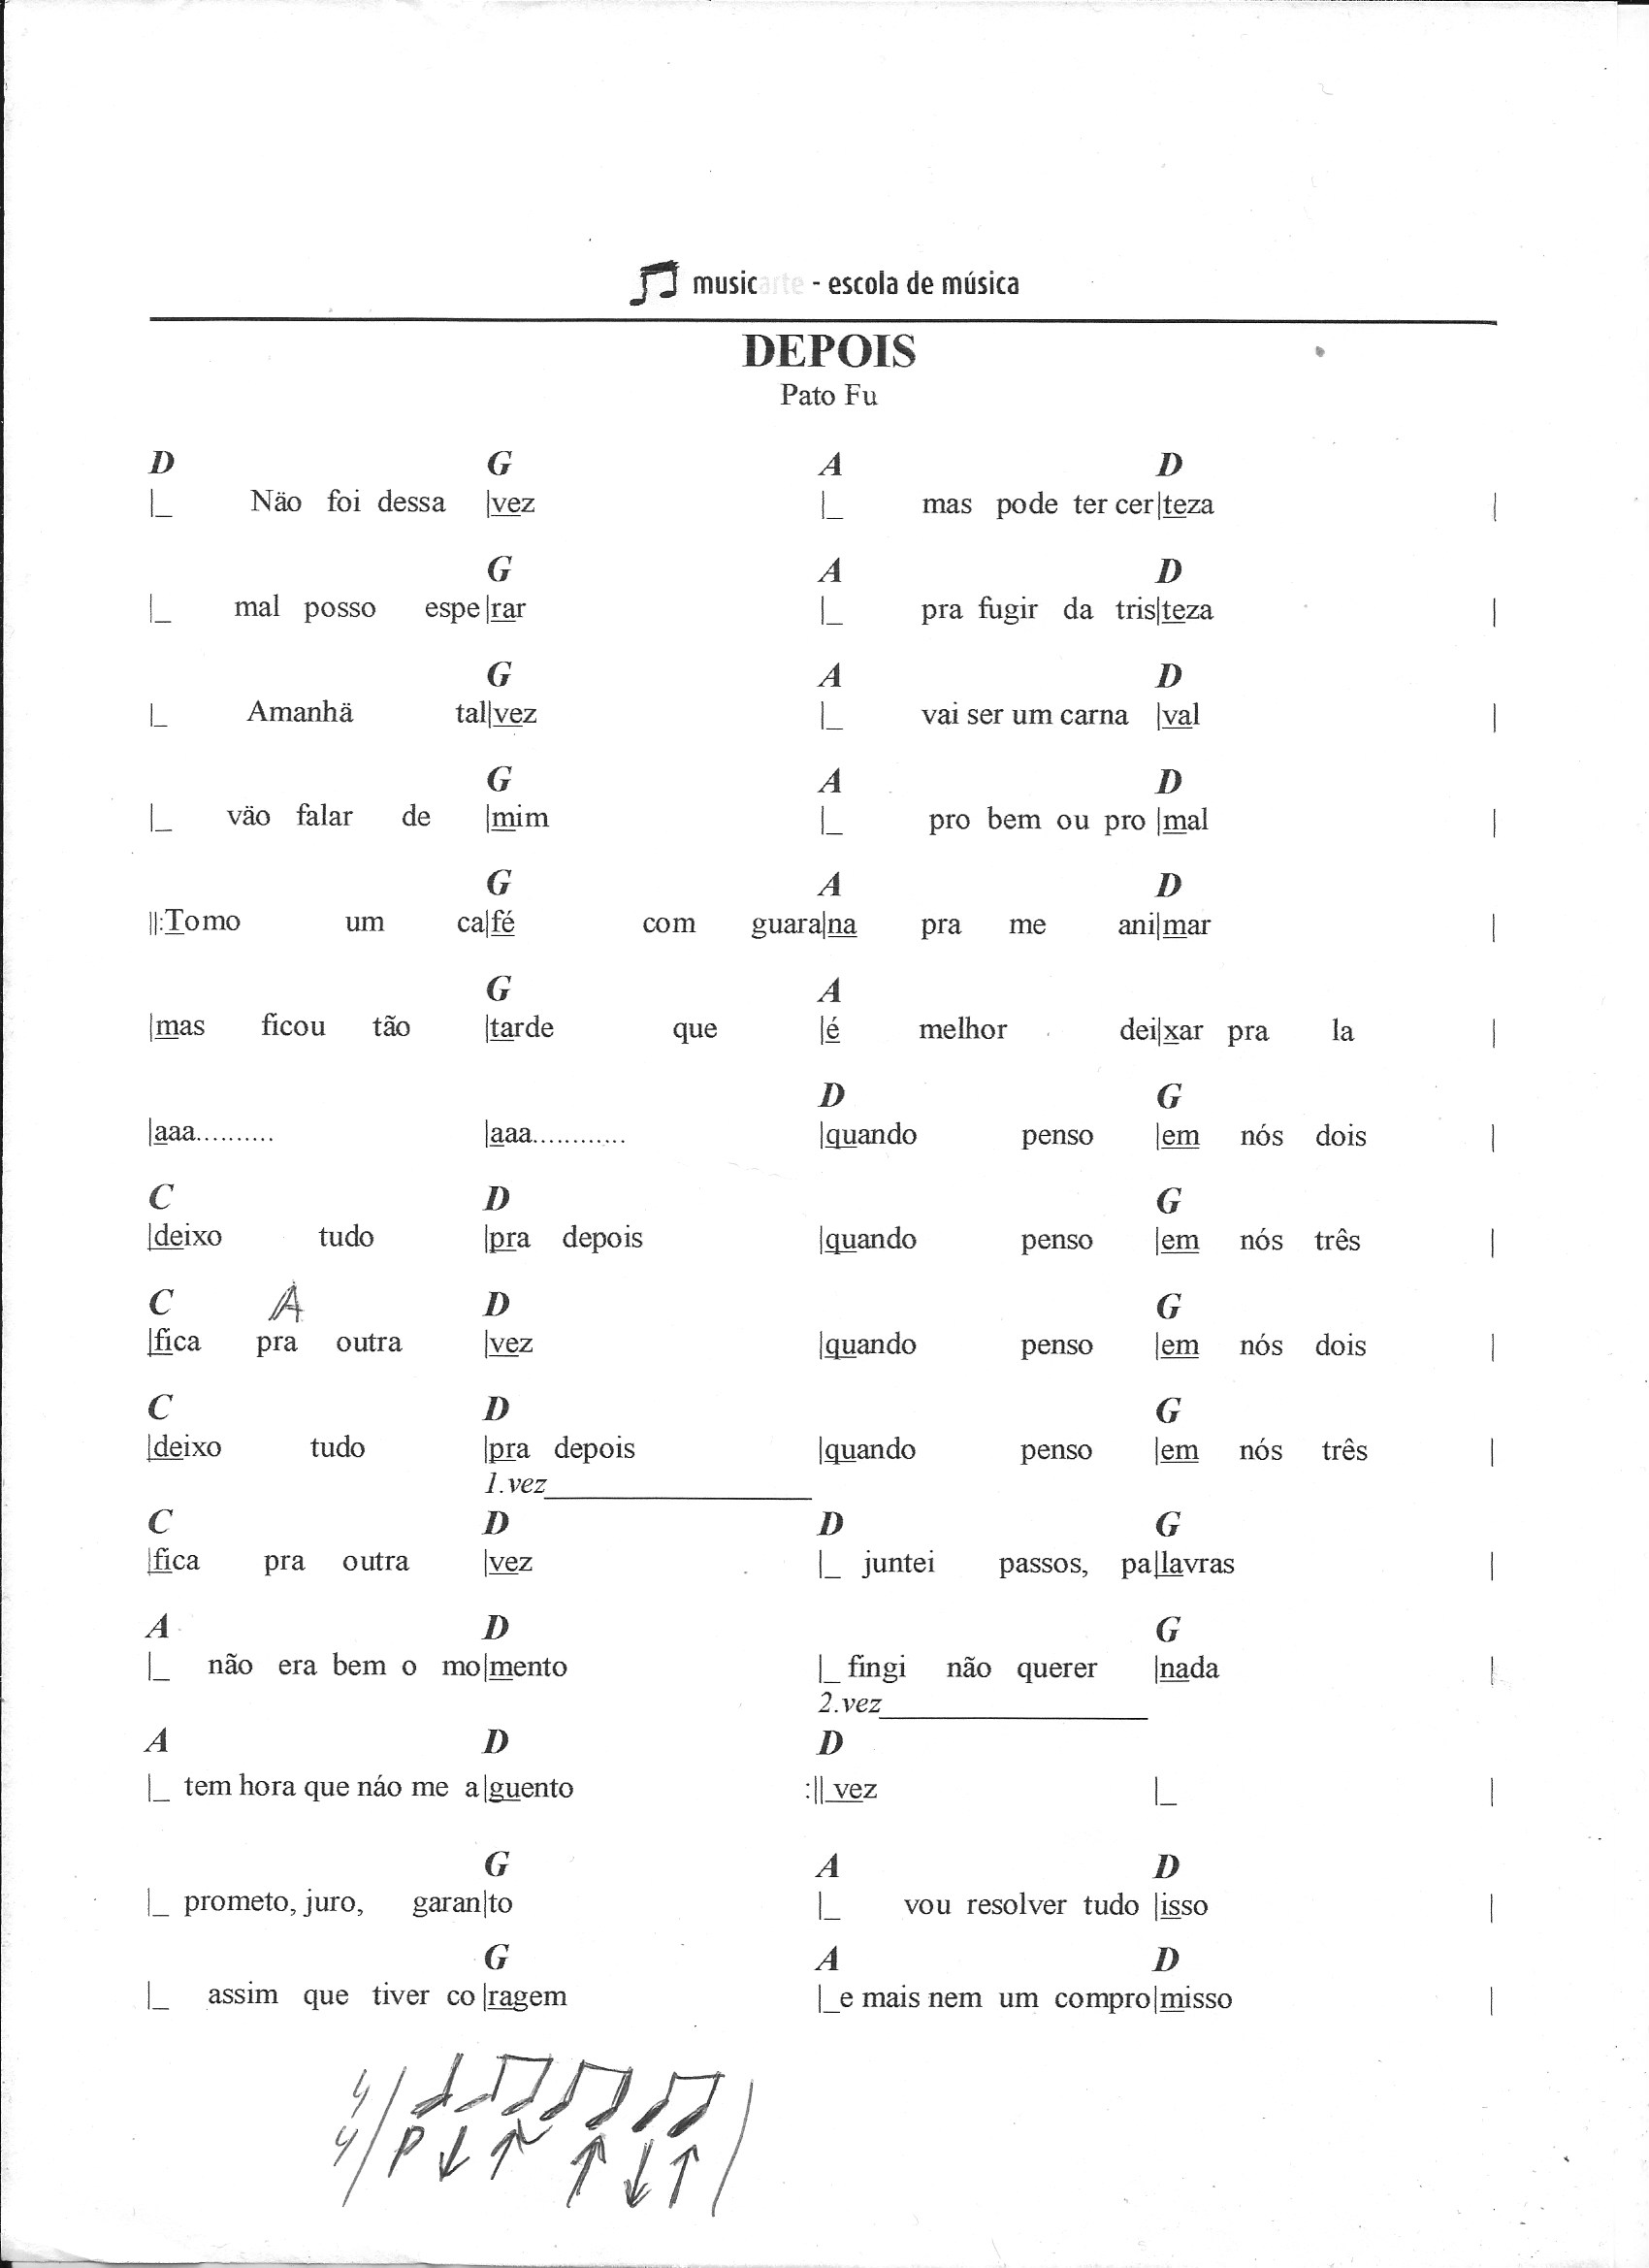 musicarte - escola de música
DEPOIS
Pato Fu
D G A D
|_ Não foi dessa |vez |_ mas pode ter cer|teza |
G A D
|_ mal posso espe|rar |_ pra fugir da tris|teza |
G A D
|_ Amanhã tal|vez |_ vai ser um carna |val |
G A D
|_ vão falar de |mim |_ pro bem ou pro |mal |
G A D
||:Tomo um ca|fé com guara|na pra me ani|mar |
G A
|mas ficou tão |tarde que |é melhor dei|xar pra la |
D G
|aaa.......... |aaa............ |quando penso |em nós dois |
C D G
|deixo tudo |pra depois |quando penso |em nós três |
C A D G
|fica pra outra |vez |quando penso |em nós dois |
C D G
|deixo tudo |pra depois |quando penso |em nós três |
1.vez
C D D G
|fica pra outra |vez |_ juntei passos, pa|lavras |
A D G
|_ não era bem o mo|mento |_ fingi não querer |nada |
2.vez
A D D
|_ tem hora que náo me a|guento :|| vez |_ |
G A D
|_ prometo, juro, garan|to |_ vou resolver tudo |isso |
G A D
|_ assim que tiver co|ragem |_e mais nem um compro|misso |
4
4 P ↓ ↑ ↑ ↓ ↑